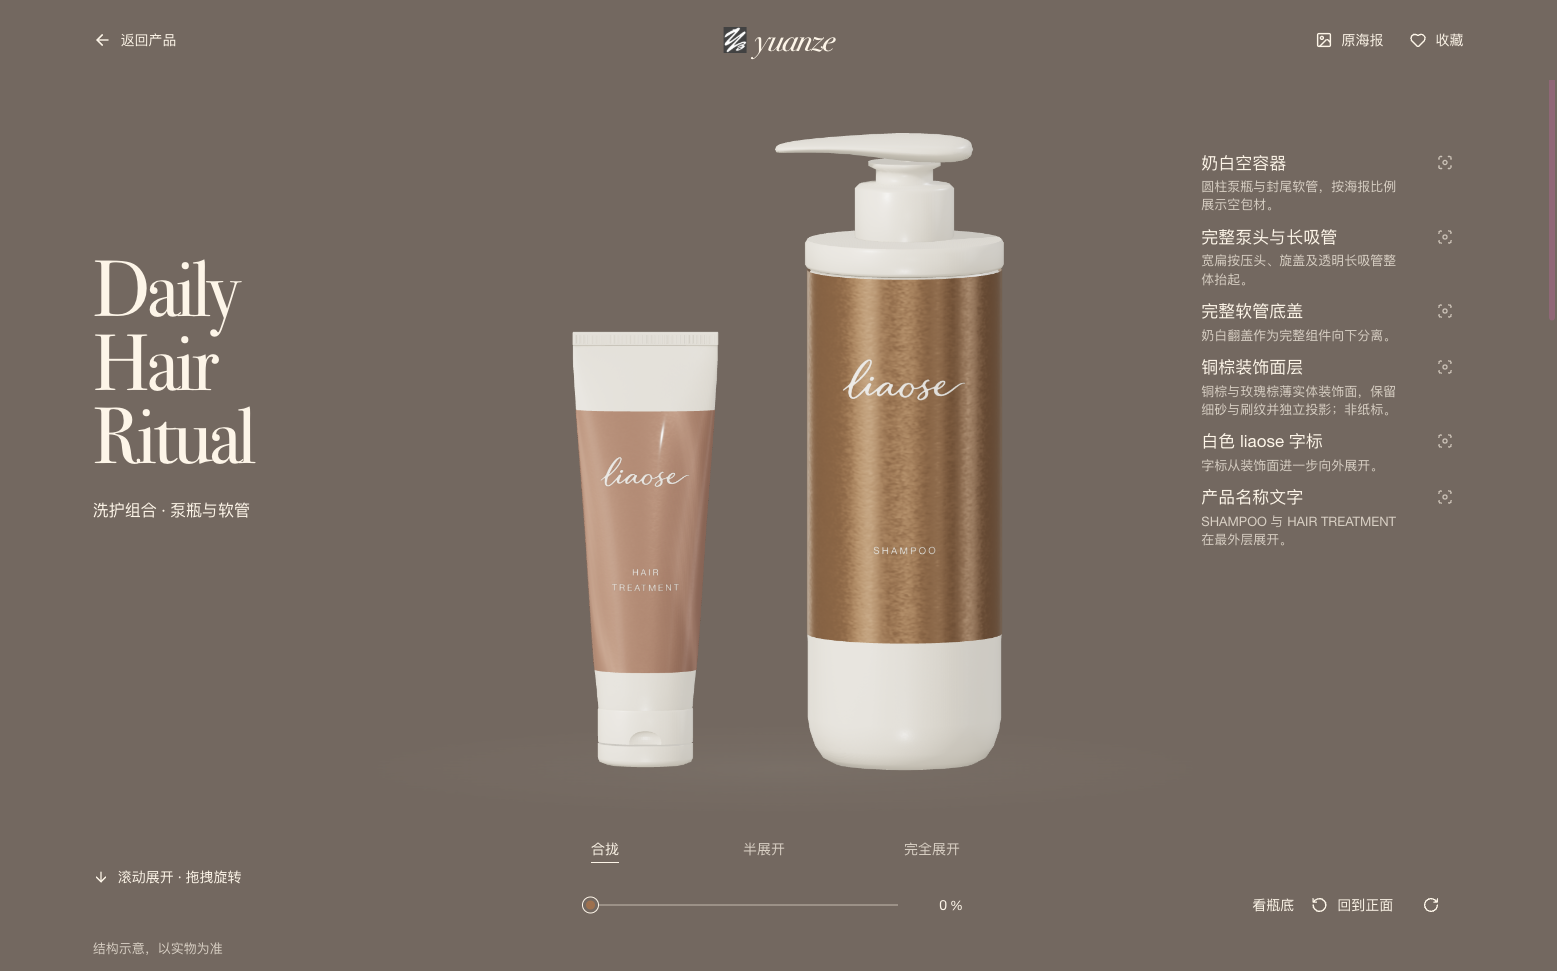 返回产品
yuanze
原海报
收藏
Daily
Hair
Ritual
洗护组合 · 泵瓶与软管
liaose
HAIR
TREATMENT
liaose
SHAMPOO
奶白空容器
圆柱泵瓶与封尾软管，按海报比例
展示空包材。
完整泵头与长吸管
宽扁按压头、旋盖及透明长吸管整
体抬起。
完整软管底盖
奶白翻盖作为完整组件向下分离。
铜棕装饰面层
铜棕与玫瑰棕薄实体装饰面，保留
细砂与刷纹并独立投影；非纸标。
白色 liaose 字标
字标从装饰面进一步向外展开。
产品名称文字
SHAMPOO 与 HAIR TREATMENT
在最外层展开。
合拢
半展开
完全展开
滚动展开 · 拖拽旋转
0 %
看瓶底
回到正面
结构示意，以实物为准